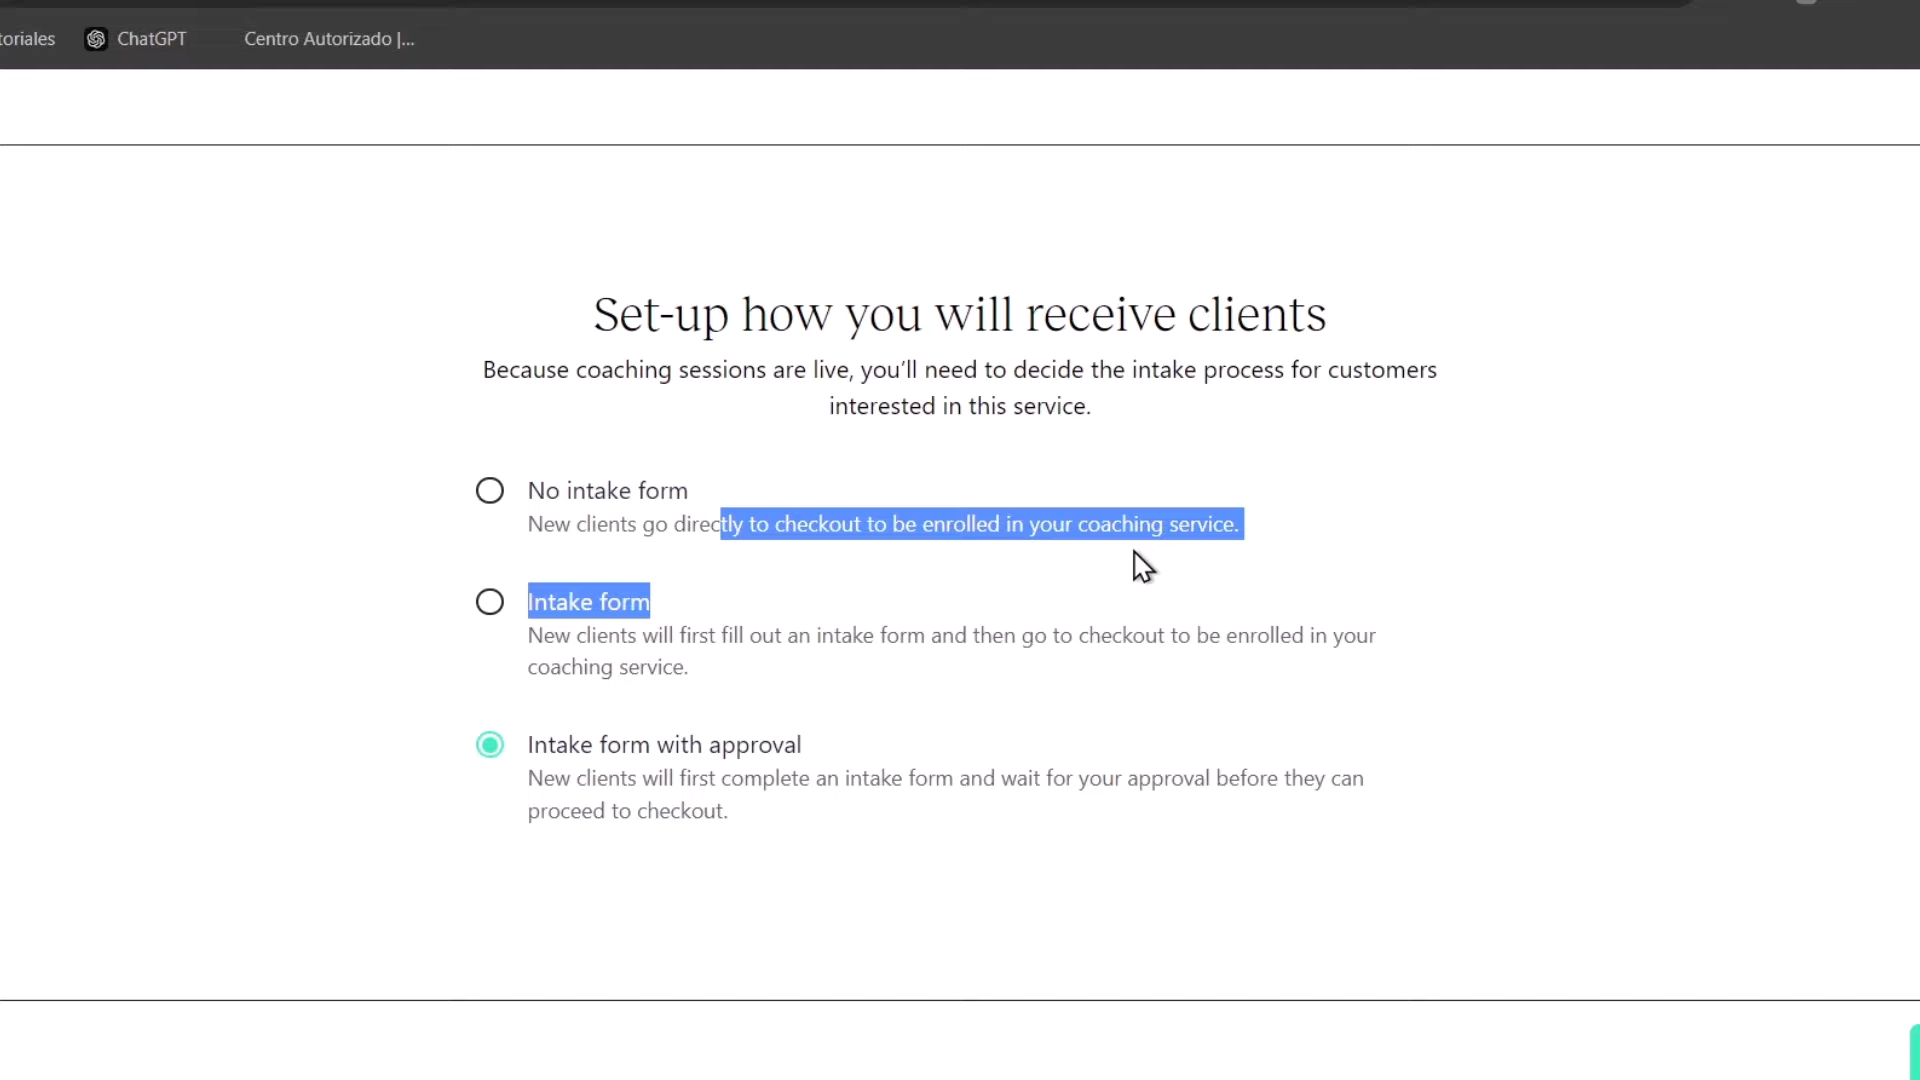 toriales ChatGPT Centro Autorizado |...
Set-up how you will receive clients
Because coaching sessions are live, you'll need to decide the intake process for customers
interested in this service.
No intake form
New clients go directly to checkout to be enrolled in your coaching service.
Intake form
New clients will first fill out an intake form and then go to checkout to be enrolled in your
coaching service.
Intake form with approval
New clients will first complete an intake form and wait for your approval before they can
proceed to checkout.